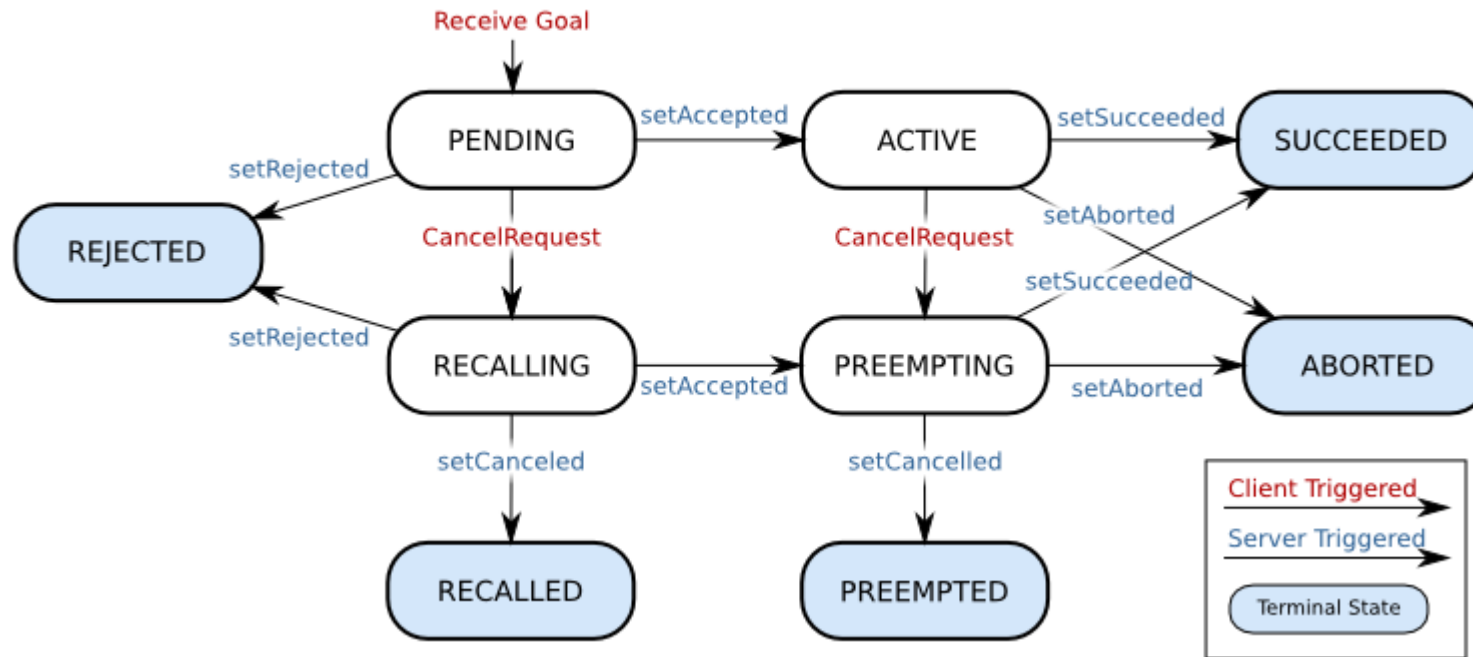 Receive Goal
PENDING
setAccepted
ACTIVE
setSucceeded
SUCCEEDED
setRejected
REJECTED
CancelRequest
CancelRequest
setAborted
setSucceeded
setRejected
RECALLING
setAccepted
PREEMPTING
setAborted
ABORTED
setCanceled
setCancelled
RECALLED
PREEMPTED
Client Triggered
Server Triggered
Terminal State